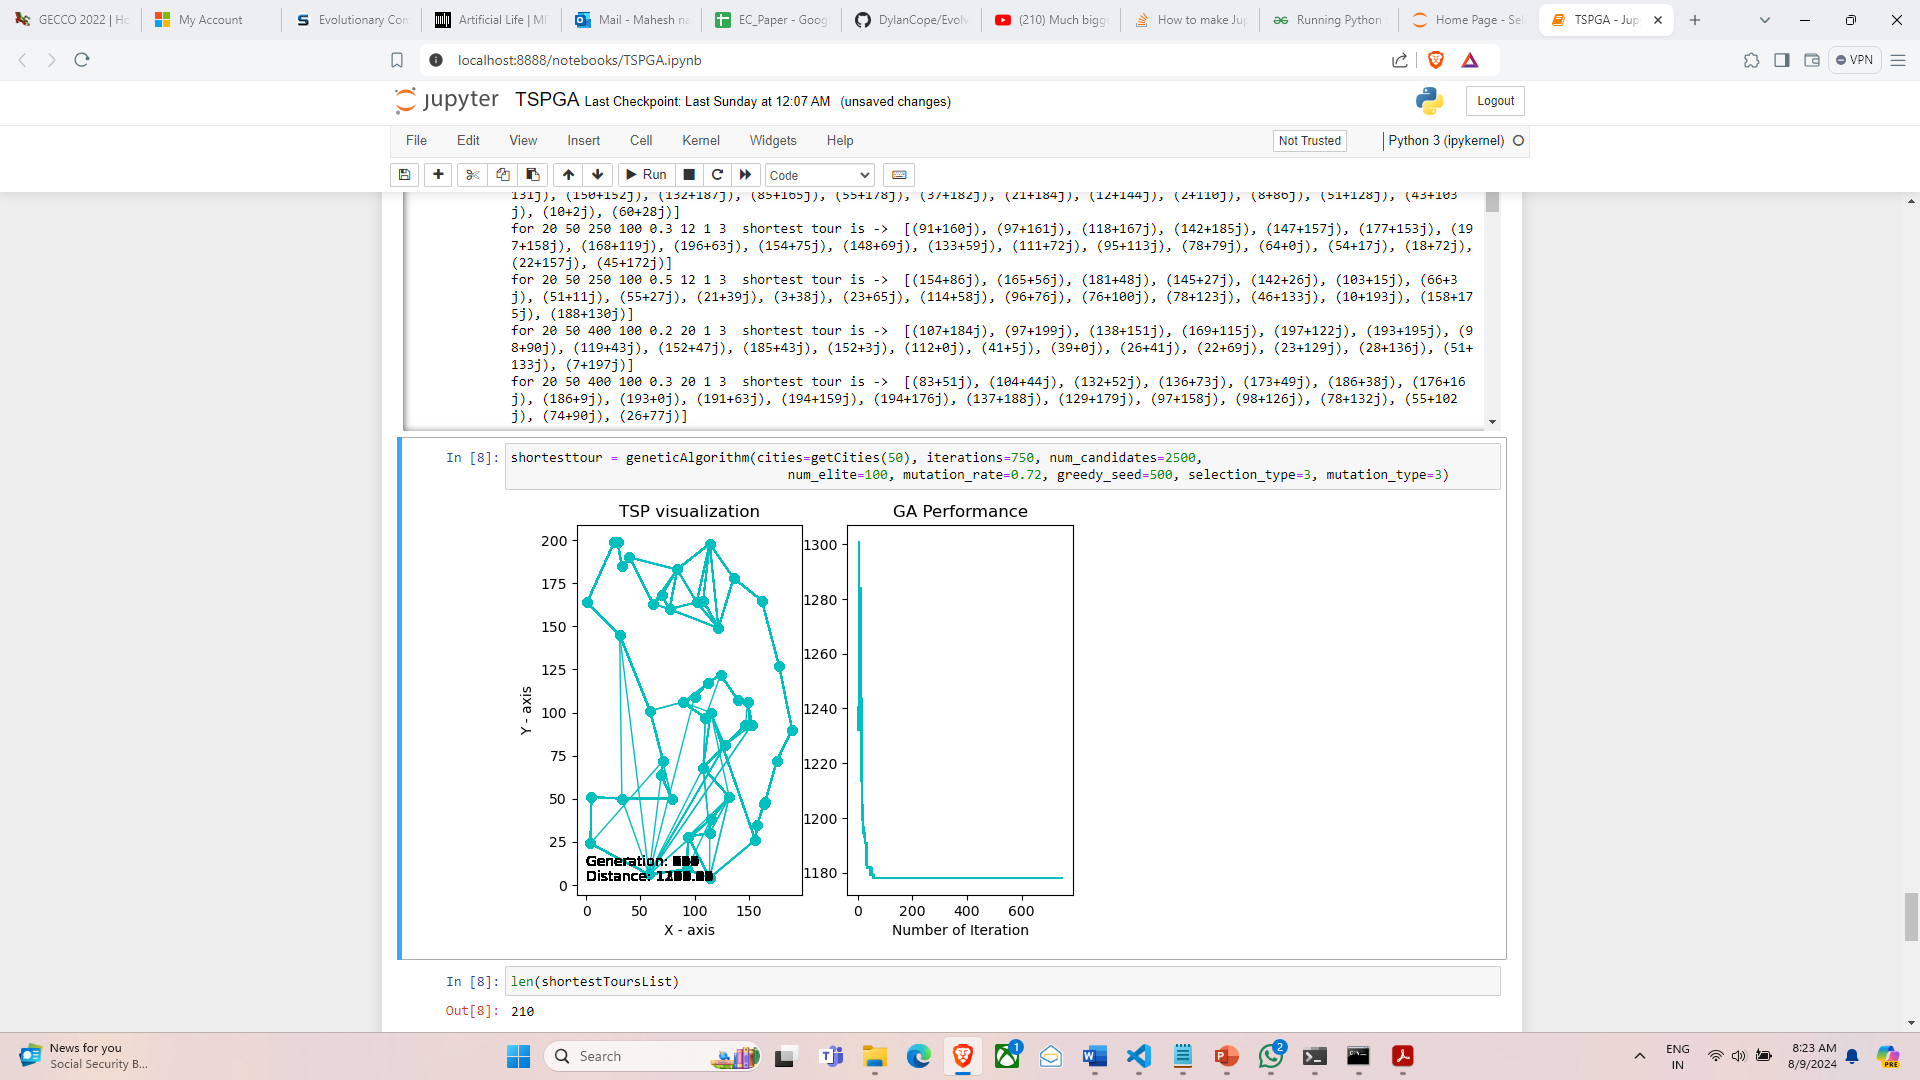 GECCO 2022 | Ho
My Account
Evolutionary Com
Artificial Life | MI
Mail - Mahesh na
EC_Paper - Goog
DylanCope/Evolv
(210) Much bigg
How to make Jup
Running Python
Home Page - Sel
TSPGA - Jup
localhost:8888/notebooks/TSPGA.ipynb
VPN
jupyter TSPGA Last Checkpoint: Last Sunday at 12:07 AM (unsaved changes)
Logout
File Edit View Insert Cell Kernel Widgets Help
Not Trusted
Python 3 (ipykernel)
Run
Code
131j), (150+152j), (132+187j), (85+165j), (55+178j), (37+182j), (21+184j), (12+144j), (2+110j), (8+86j), (51+128j), (43+103
j), (10+2j), (60+28j)]
for 20 50 250 100 0.3 12 1 3  shortest tour is ->  [(91+160j), (97+161j), (118+167j), (142+185j), (147+157j), (177+153j), (19
7+158j), (168+119j), (196+63j), (154+75j), (148+69j), (133+59j), (111+72j), (95+113j), (78+79j), (64+0j), (54+17j), (18+72j),
(22+157j), (45+172j)]
for 20 50 250 100 0.5 12 1 3  shortest tour is ->  [(154+86j), (165+56j), (181+48j), (145+27j), (142+26j), (103+15j), (66+3
j), (51+11j), (55+27j), (21+39j), (3+38j), (23+65j), (114+58j), (96+76j), (76+100j), (78+123j), (46+133j), (10+193j), (158+17
5j), (188+130j)]
for 20 50 400 100 0.2 20 1 3  shortest tour is ->  [(107+184j), (97+199j), (138+151j), (169+115j), (197+122j), (193+195j), (9
8+90j), (119+43j), (152+47j), (185+43j), (152+3j), (112+0j), (41+5j), (39+0j), (26+41j), (22+69j), (23+129j), (28+136j), (51+
133j), (7+197j)]
for 20 50 400 100 0.3 20 1 3  shortest tour is ->  [(83+51j), (104+44j), (132+52j), (136+73j), (173+49j), (186+38j), (176+16
j), (186+9j), (193+0j), (191+63j), (194+159j), (194+176j), (137+188j), (129+179j), (97+158j), (98+126j), (78+132j), (55+102
j), (74+90j), (26+77j)]
In [8]: shortesttour = geneticAlgorithm(cities=getCities(50), iterations=750, num_candidates=2500,
num_elite=100, mutation_rate=0.72, greedy_seed=500, selection_type=3, mutation_type=3)
TSP visualization
200
175
150
125
100
75
50
25
0
Y - axis
Generation:
Distance:
0 50 100 150
X - axis
GA Performance
1300
1280
1260
1240
1220
1200
1180
0 200 400 600
Number of Iteration
In [8]: len(shortestToursList)
Out[8]: 210
News for you
Social Security B...
Search
1
2
ENG
IN
8:23 AM
8/9/2024
PRE